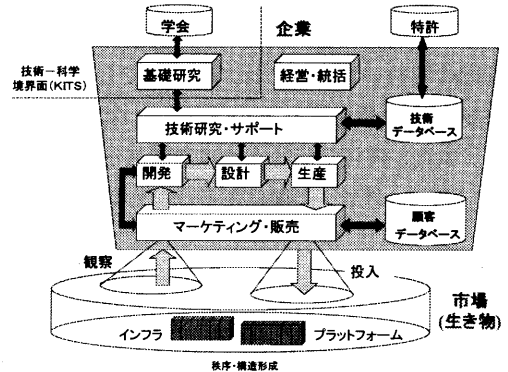 学会
企業
特許
技術－科学
境界面(KITS)
基礎研究
経営・統括
技術研究・サポート
技術
データベース
開発
設計
生産
マーケティング・販売
顧客
データベース
観察
投入
市場
(生き物)
インフラ
プラットフォーム
秩序・構造形成